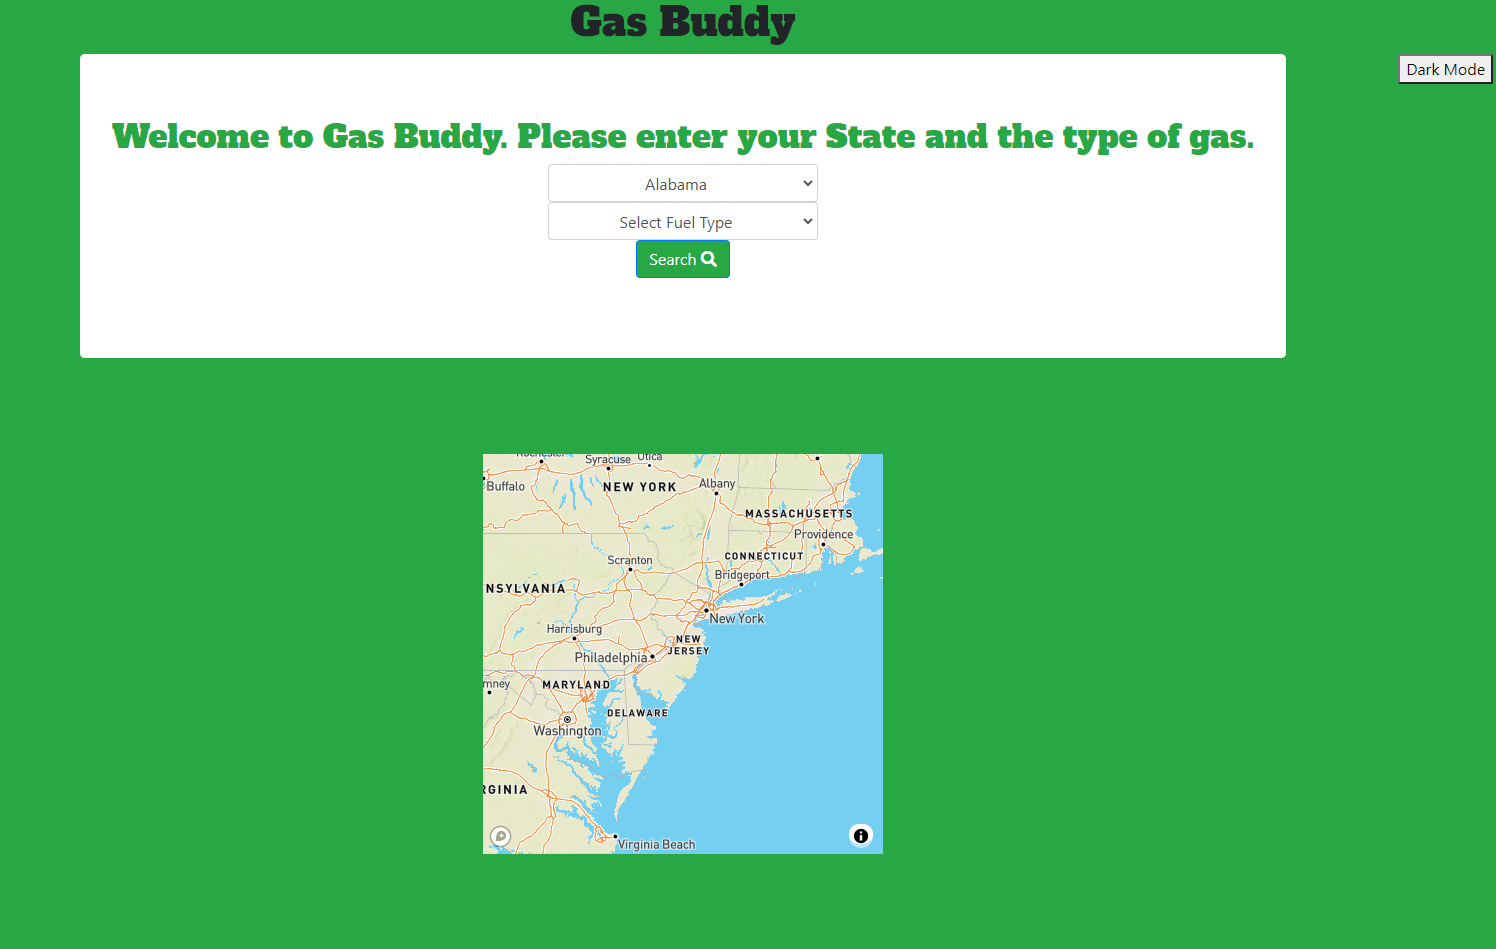 Gas Buddy
Dark Mode
Welcome to Gas Buddy. Please enter your State and the type of gas.
Alabama
Select Fuel Type
Search
Syracuse
Utica
Buffalo
NEW YORK
Albany
MASSACHUSETTS
Providence
CONNECTICUT
Scranton
Bridgeport
NSYLVANIA
New York
Harrisburg
NEW
JERSEY
Philadelphia
mney
MARYLAND
DELAWARE
Washington
RGINIA
Virginia Beach